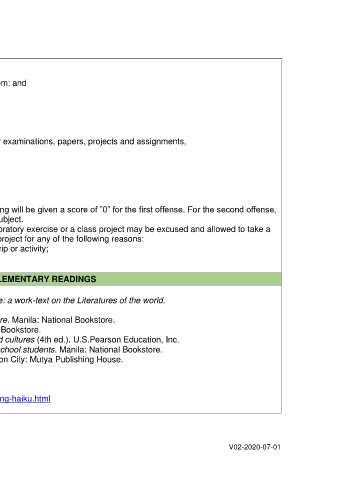 m; and
examinations, papers, projects and assignments,
ng will be given a score of "0" for the first offense. For the second offense,
ubject.
oratory exercise or a class project may be excused and allowed to take a
project for any of the following reasons:
rip or activity;
LEMENTARY READINGS
e: a work-text on the Literatures of the world.
re. Manila: National Bookstore.
Bookstore.
d cultures (4th ed.). U.S.Pearson Education, Inc.
school students. Manila: National Bookstore.
on City: Mutya Publishing House.
ng-haiku.html
V02-2020-07-01